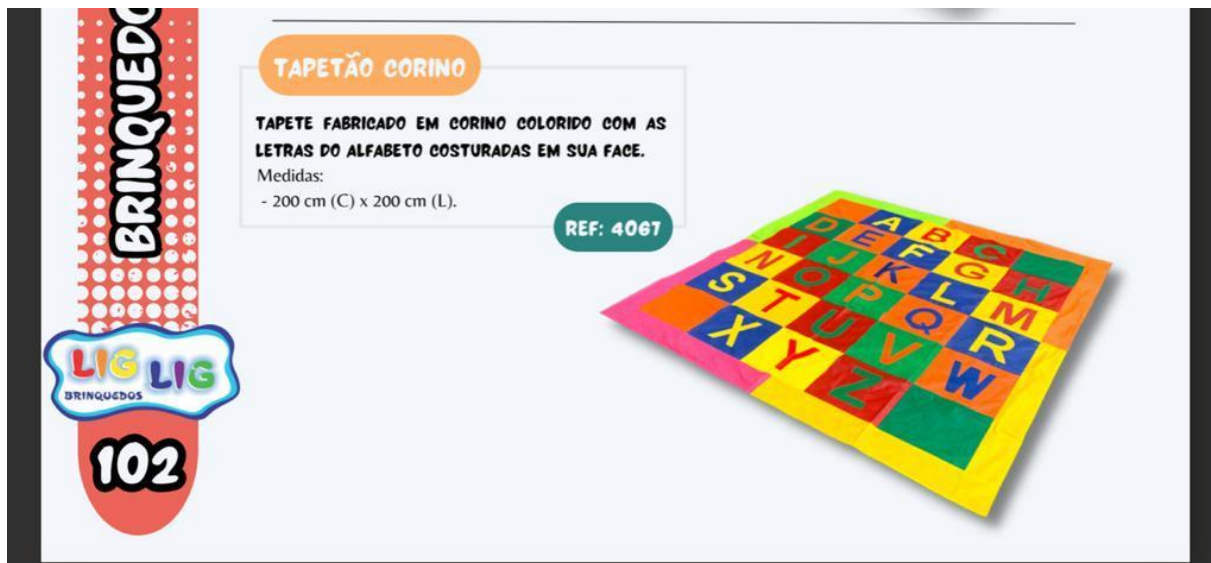 BRINQUEDO
TAPETÃO CORINO
TAPETE FABRICADO EM CORINO COLORIDO COM AS
LETRAS DO ALFABETO COSTURADAS EM SUA FACE.
Medidas:
- 200 cm (C) x 200 cm (L).
REF: 4067
A B C
D E F G H
I J K L M
N O P Q R
S T U V W
X Y Z
LIG LIG
BRINQUEDOS
102